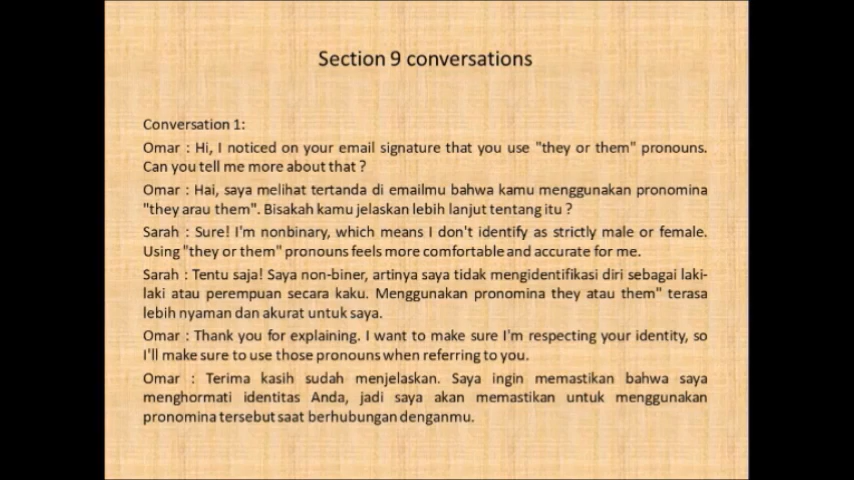 Section 9 conversations
Conversation 1:
Omar : Hi, I noticed on your email signature that you use "they or them" pronouns.
Can you tell me more about that ?
Omar : Hai, saya melihat tertanda di emailmu bahwa kamu menggunakan pronomina
"they arau them". Bisakah kamu jelaskan lebih lanjut tentang itu ?
Sarah : Sure! I'm nonbinary, which means I don't identify as strictly male or female.
Using "they or them" pronouns feels more comfortable and accurate for me.
Sarah : Tentu saja! Saya non-biner, artinya saya tidak mengidentifikasi diri sebagai laki-
laki atau perempuan secara kaku. Menggunakan pronomina they atau them" terasa
lebih nyaman dan akurat untuk saya.
Omar : Thank you for explaining. I want to make sure I'm respecting your identity, so
I'll make sure to use those pronouns when referring to you.
Omar : Terima kasih sudah menjelaskan. Saya ingin memastikan bahwa saya
menghormati identitas Anda, jadi saya akan memastikan untuk menggunakan
pronomina tersebut saat berhubungan denganmu.